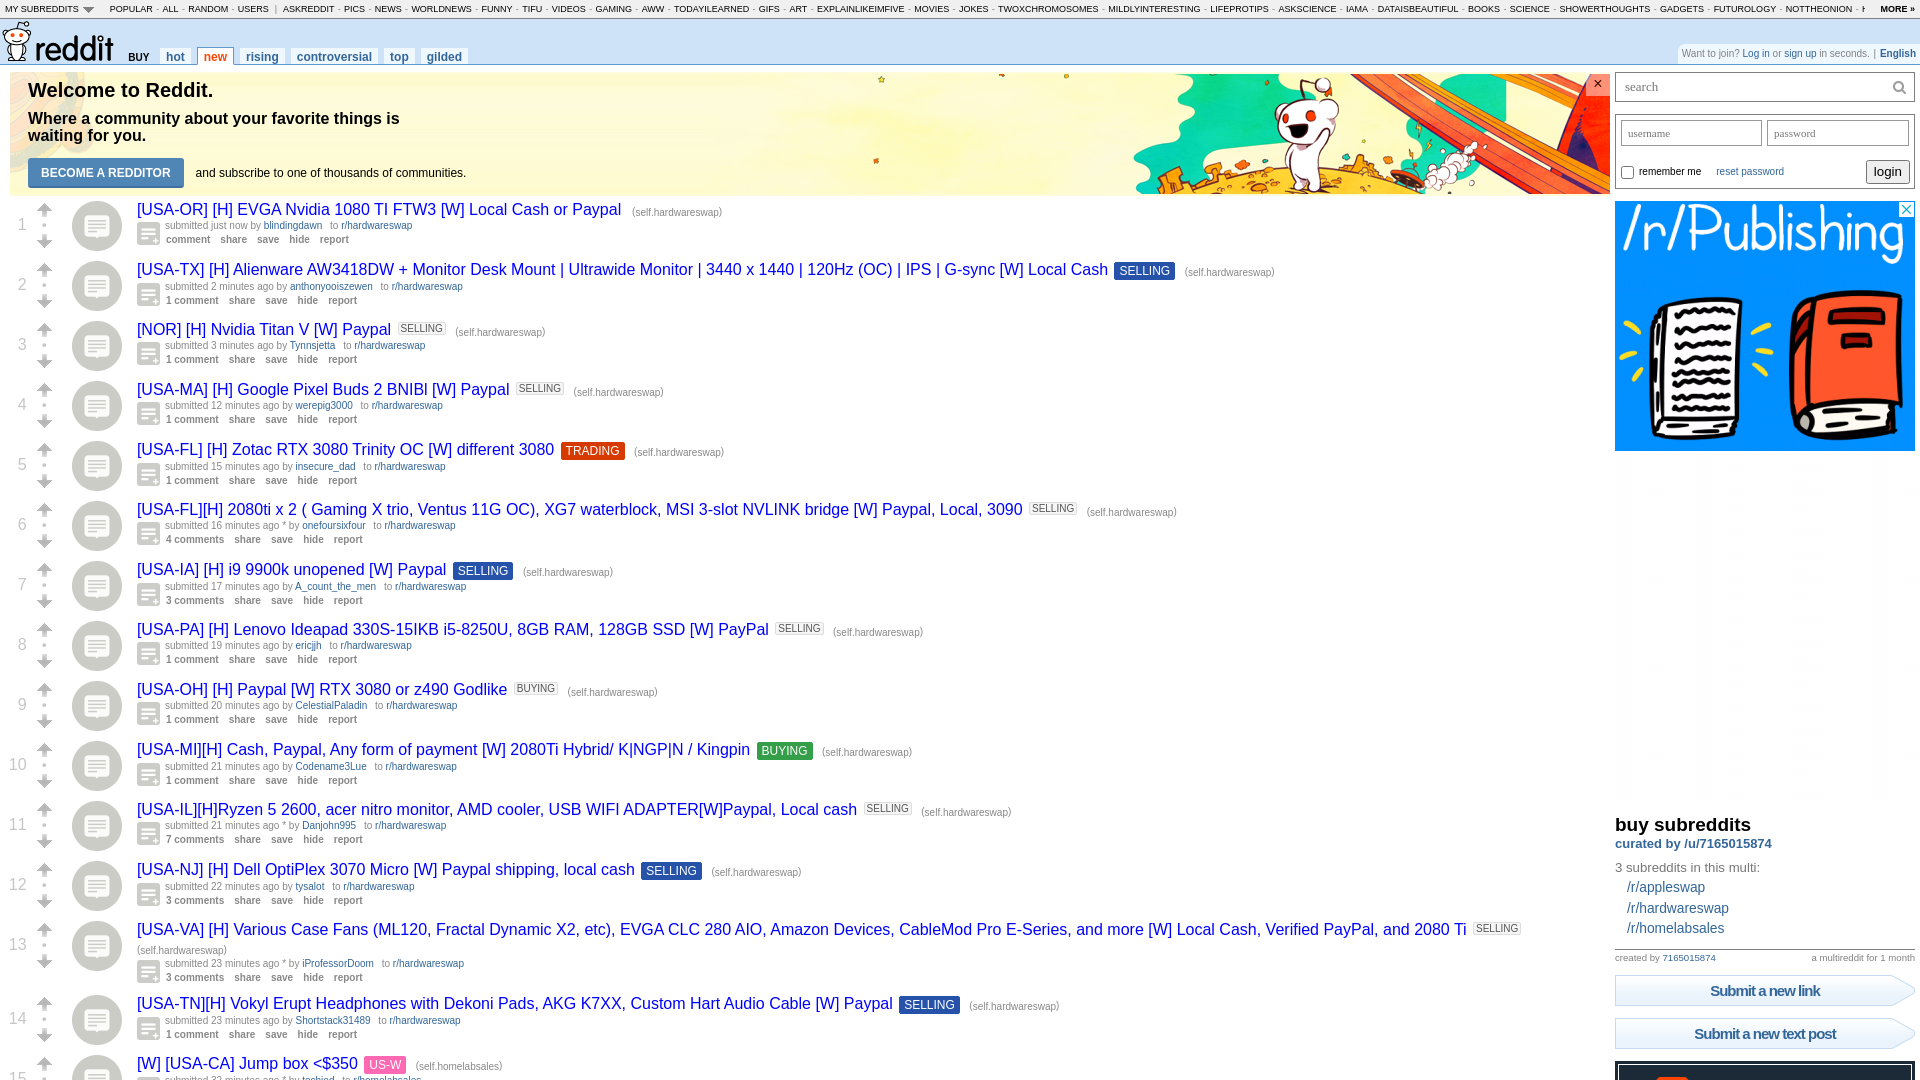 MY SUBREDDITS POPULAR - ALL - RANDOM - USERS | ASKREDDIT - PICS - NEWS - WORLDNEWS - FUNNY - TIFU - VIDEOS - GAMING - AWW - TODAYILEARNED - GIFS - ART - EXPLAINLIKEIMFIVE - MOVIES - JOKES - TWOXCHROMOSOMES - MILDLYINTERESTING - LIFEPROTIPS - ASKSCIENCE - IAMA - DATAISBEAUTIFUL - BOOKS - SCIENCE - SHOWERTHOUGHTS - GADGETS - FUTUROLOGY - NOTTHEONION - MORE »
reddit BUY hot new rising controversial top gilded
Want to join? Log in or sign up in seconds. | English
Welcome to Reddit.
Where a community about your favorite things is
waiting for you.
BECOME A REDDITOR and subscribe to one of thousands of communities.
×
search
username password
remember me reset password login
/r/Publishing
1 [USA-OR] [H] EVGA Nvidia 1080 TI FTW3 [W] Local Cash or Paypal (self.hardwareswap)
submitted just now by blindingdawn to r/hardwareswap
comment share save hide report
2 [USA-TX] [H] Alienware AW3418DW + Monitor Desk Mount | Ultrawide Monitor | 3440 x 1440 | 120Hz (OC) | IPS | G-sync [W] Local Cash SELLING (self.hardwareswap)
submitted 2 minutes ago by anthonyooiszewen to r/hardwareswap
1 comment share save hide report
3 [NOR] [H] Nvidia Titan V [W] Paypal SELLING (self.hardwareswap)
submitted 3 minutes ago by Tynnsjetta to r/hardwareswap
1 comment share save hide report
4 [USA-MA] [H] Google Pixel Buds 2 BNIBl [W] Paypal SELLING (self.hardwareswap)
submitted 12 minutes ago by werepig3000 to r/hardwareswap
1 comment share save hide report
5 [USA-FL] [H] Zotac RTX 3080 Trinity OC [W] different 3080 TRADING (self.hardwareswap)
submitted 15 minutes ago by insecure_dad to r/hardwareswap
1 comment share save hide report
6 [USA-FL][H] 2080ti x 2 ( Gaming X trio, Ventus 11G OC), XG7 waterblock, MSI 3-slot NVLINK bridge [W] Paypal, Local, 3090 SELLING (self.hardwareswap)
submitted 16 minutes ago * by onefoursixfour to r/hardwareswap
4 comments share save hide report
7 [USA-IA] [H] i9 9900k unopened [W] Paypal SELLING (self.hardwareswap)
submitted 17 minutes ago by A_count_the_men to r/hardwareswap
3 comments share save hide report
8 [USA-PA] [H] Lenovo Ideapad 330S-15IKB i5-8250U, 8GB RAM, 128GB SSD [W] PayPal SELLING (self.hardwareswap)
submitted 19 minutes ago by ericjjh to r/hardwareswap
1 comment share save hide report
9 [USA-OH] [H] Paypal [W] RTX 3080 or z490 Godlike BUYING (self.hardwareswap)
submitted 20 minutes ago by CelestialPaladin to r/hardwareswap
1 comment share save hide report
10 [USA-MI][H] Cash, Paypal, Any form of payment [W] 2080Ti Hybrid/ K|NGP|N / Kingpin BUYING (self.hardwareswap)
submitted 21 minutes ago by Codename3Lue to r/hardwareswap
1 comment share save hide report
11 [USA-IL][H]Ryzen 5 2600, acer nitro monitor, AMD cooler, USB WIFI ADAPTER[W]Paypal, Local cash SELLING (self.hardwareswap)
submitted 21 minutes ago * by Danjohn995 to r/hardwareswap
7 comments share save hide report
12 [USA-NJ] [H] Dell OptiPlex 3070 Micro [W] Paypal shipping, local cash SELLING (self.hardwareswap)
submitted 22 minutes ago by tysalot to r/hardwareswap
3 comments share save hide report
13 [USA-VA] [H] Various Case Fans (ML120, Fractal Dynamic X2, etc), EVGA CLC 280 AIO, Amazon Devices, CableMod Pro E-Series, and more [W] Local Cash, Verified PayPal, and 2080 Ti SELLING
(self.hardwareswap)
submitted 23 minutes ago * by iProfessorDoom to r/hardwareswap
3 comments share save hide report
14 [USA-TN][H] Vokyl Erupt Headphones with Dekoni Pads, AKG K7XX, Custom Hart Audio Cable [W] Paypal SELLING (self.hardwareswap)
submitted 23 minutes ago by Shortstack31489 to r/hardwareswap
1 comment share save hide report
15 [W] [USA-CA] Jump box <$350 US-W (self.homelabsales)
submitted 32 minutes ago * by techied to r/homelabsales
buy subreddits
curated by /u/7165015874
3 subreddits in this multi:
/r/appleswap
/r/hardwareswap
/r/homelabsales
created by 7165015874 a multireddit for 1 month
Submit a new link
Submit a new text post